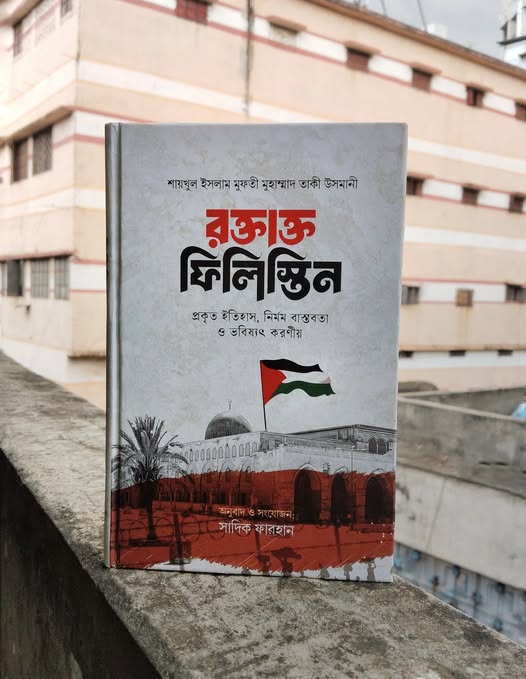 শায়খুল ইসলাম মুফতী মুহাম্মাদ তাকী উসমানী
রক্তাক্ত
ফিলিস্তিন
প্রকৃত ইতিহাস, নির্মম বাস্তবতা
ও ভবিষ্যৎ করণীয়
অনুবাদ ও সংযোজন:
সাদিক ফারহান